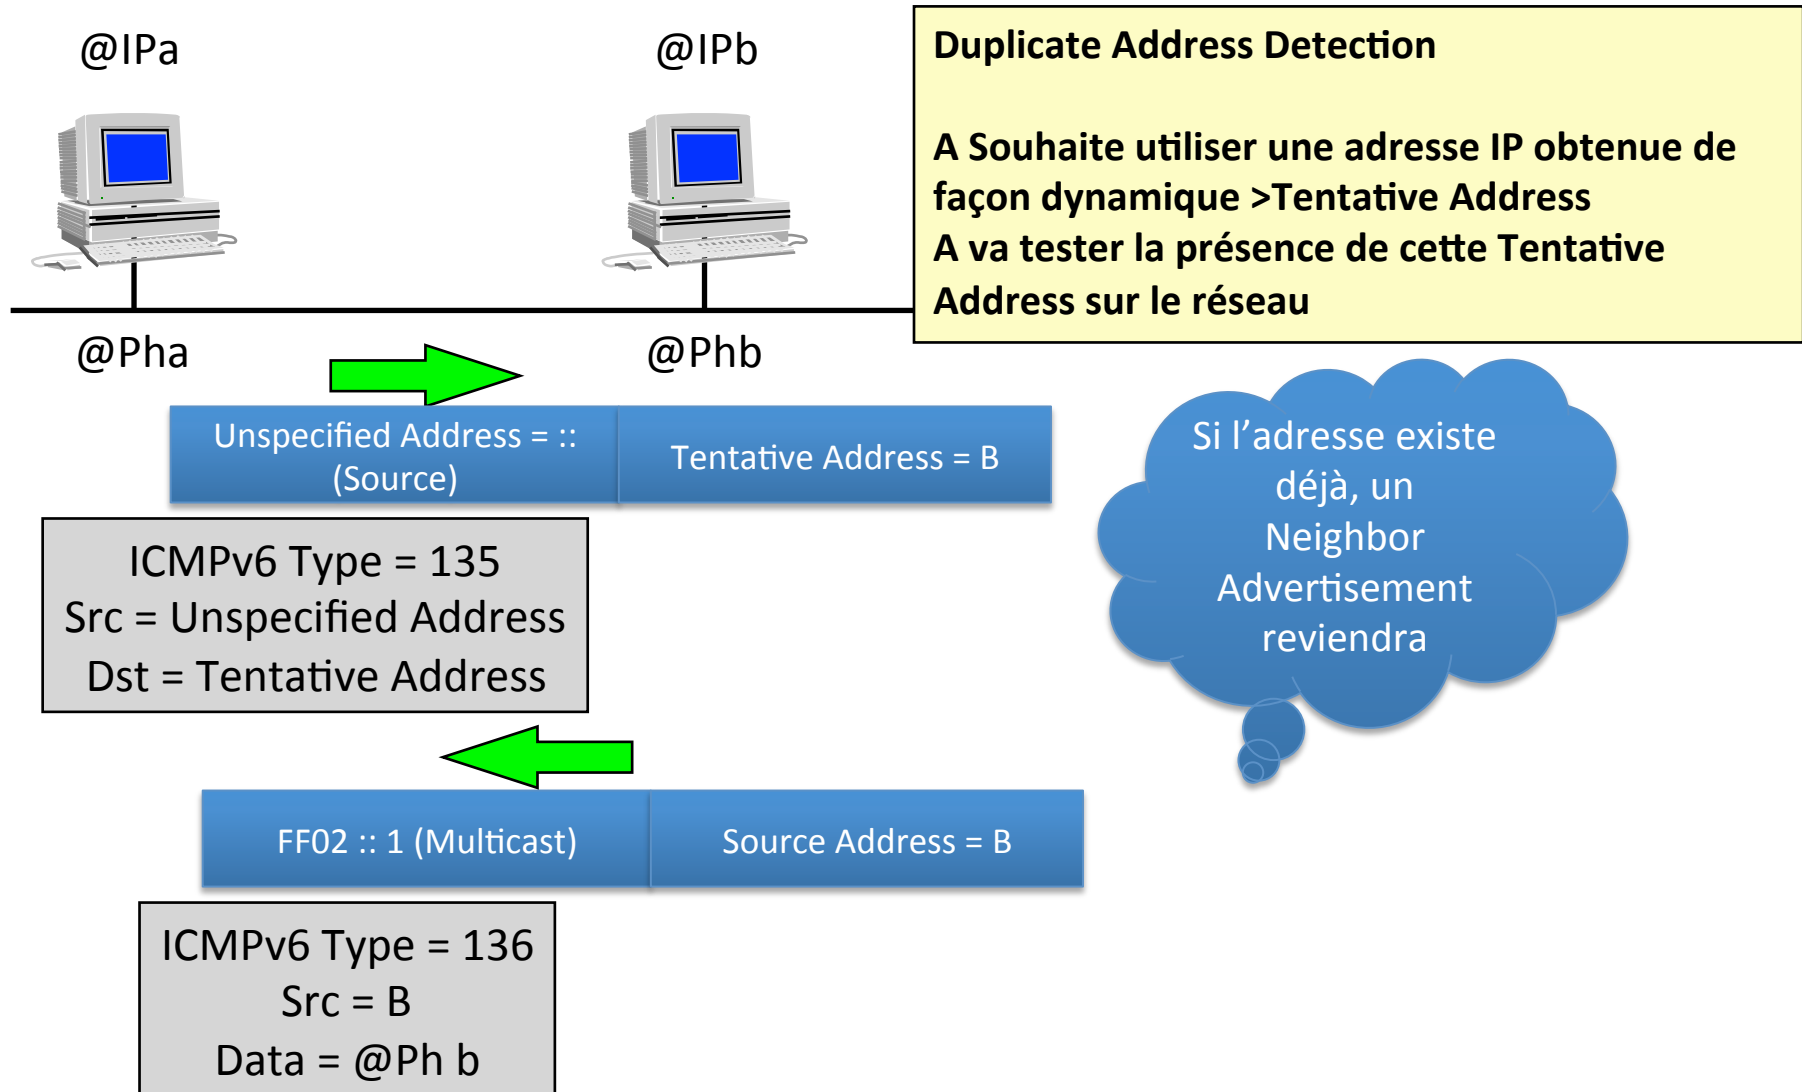 @IPa
@IPb
Duplicate Address Detection
A Souhaite utiliser une adresse IP obtenue de
façon dynamique >Tentative Address
A va tester la présence de cette Tentative
Address sur le réseau
@Pha
@Phb
Unspecified Address = ::
(Source)
Tentative Address = B
Si l’adresse existe
déjà, un
Neighbor
Advertisement
reviendra
ICMPv6 Type = 135
Src = Unspecified Address
Dst = Tentative Address
FF02 :: 1 (Multicast)
Source Address = B
ICMPv6 Type = 136
Src = B
Data = @Ph b